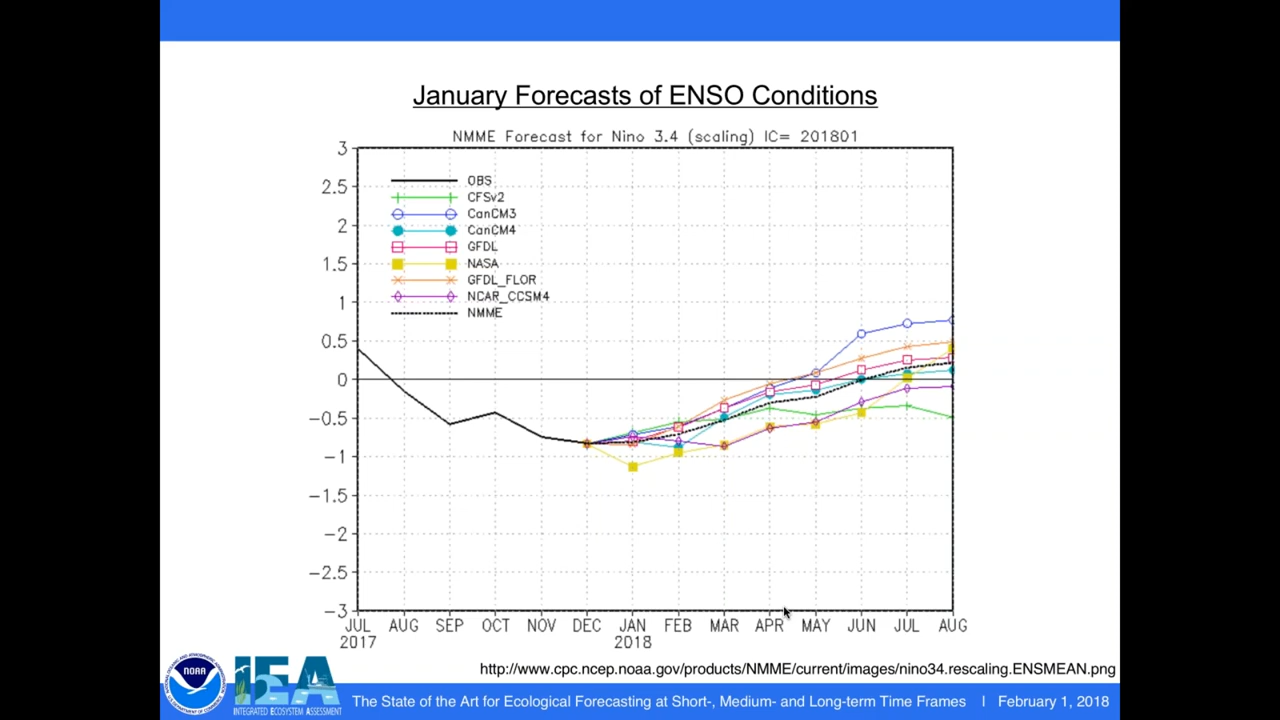 January Forecasts of ENSO Conditions
NMME Forecast for Nino 3.4 (scaling) IC= 201801
3
2.5
2
1.5
1
0.5
0
−0.5
−1
−1.5
−2
−2.5
−3
OBS
CFSv2
CanCM3
CanCM4
GFDL
NASA
GFDL_FLOR
NCAR_CCSM4
NMME
JUL AUG SEP OCT NOV DEC JAN FEB MAR APR MAY JUN JUL AUG
2017 2018
http://www.cpc.ncep.noaa.gov/products/NMME/current/images/nino34.rescaling.ENSMEAN.png
NOAA
IEA
INTEGRATED ECOSYSTEM ASSESSMENT
The State of the Art for Ecological Forecasting at Short-, Medium- and Long-term Time Frames | February 1, 2018